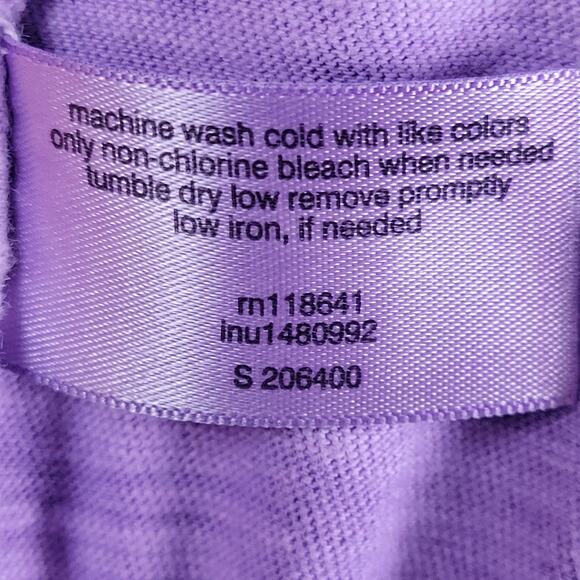 machine wash cold with like colors
only non-chlorine bleach when needed
tumble dry low remove promptly
low iron, if needed
rn118641
lnu1480992
S 206400